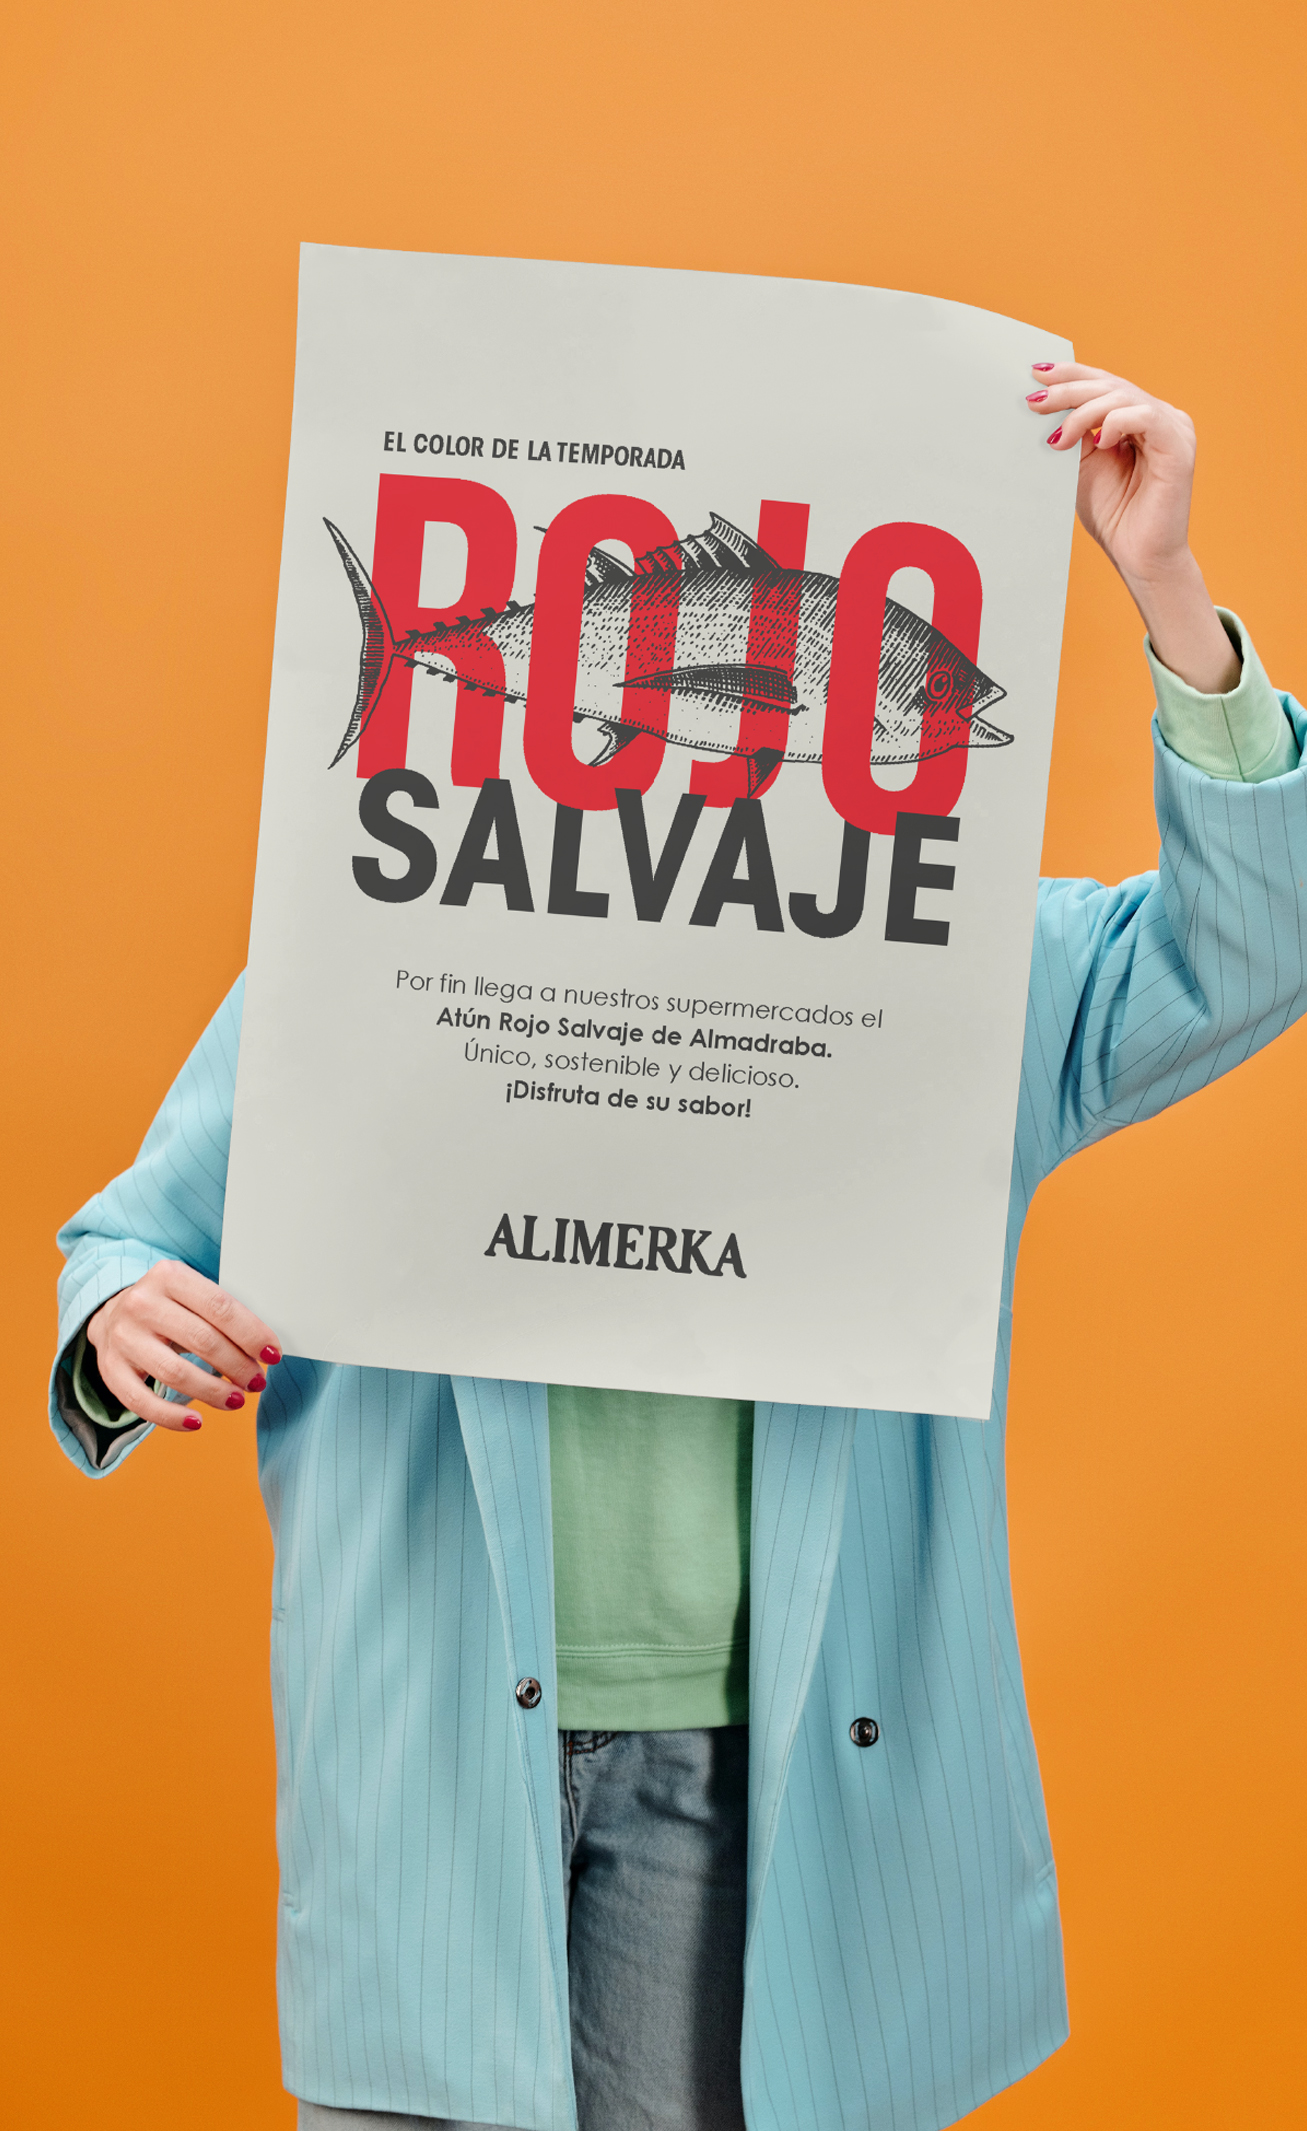 EL COLOR DE LA TEMPORADA
ROJO
SALVAJE
Por fin llega a nuestros supermercados el
Atún Rojo Salvaje de Almadraba.
Único, sostenible y delicioso.
¡Disfruta de su sabor!
ALIMERKA